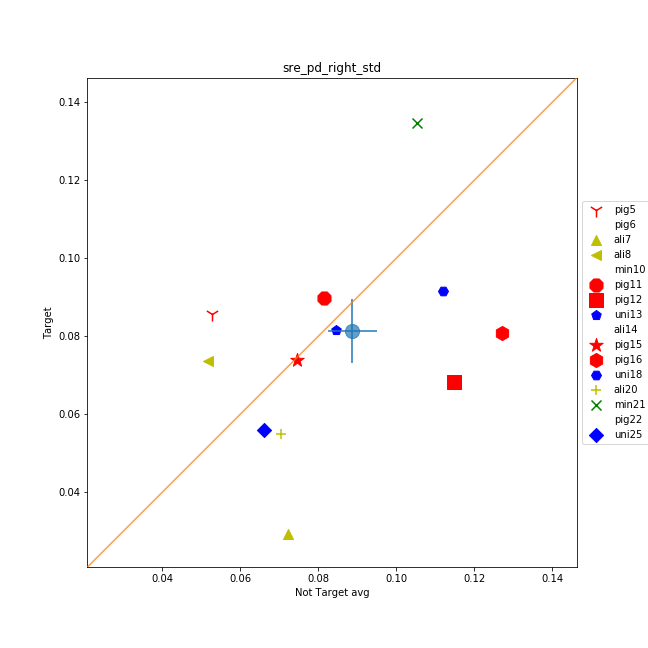 sre_pd_right_std
0.14
0.12
0.10
0.08
0.06
0.04
Target
0.04 0.06 0.08 0.10 0.12 0.14
Not Target avg
pig5
pig6
ali7
ali8
min10
pig11
pig12
uni13
ali14
pig15
pig16
uni18
ali20
min21
pig22
uni25